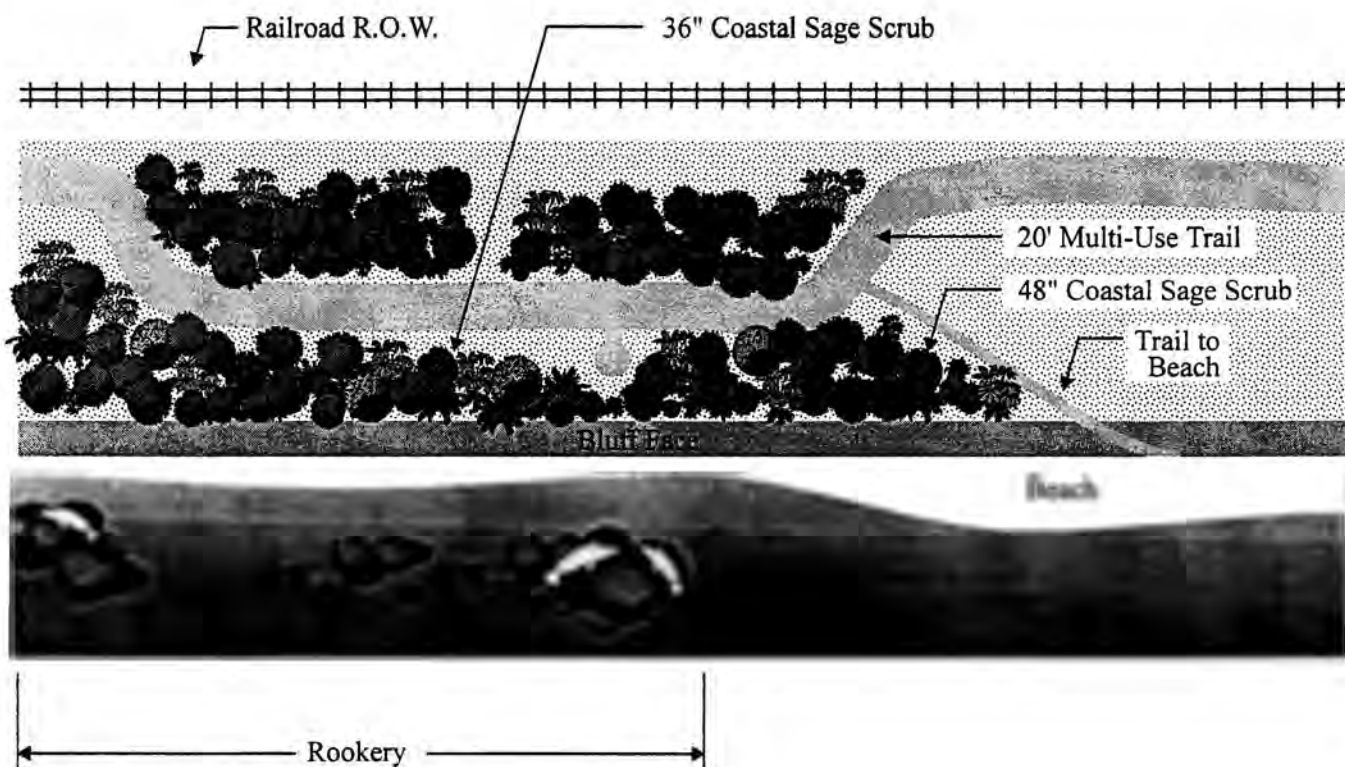 Railroad R.O.W.
36" Coastal Sage Scrub
20' Multi-Use Trail
48" Coastal Sage Scrub
Trail to
Beach
Bluff Face
Beach
Rookery